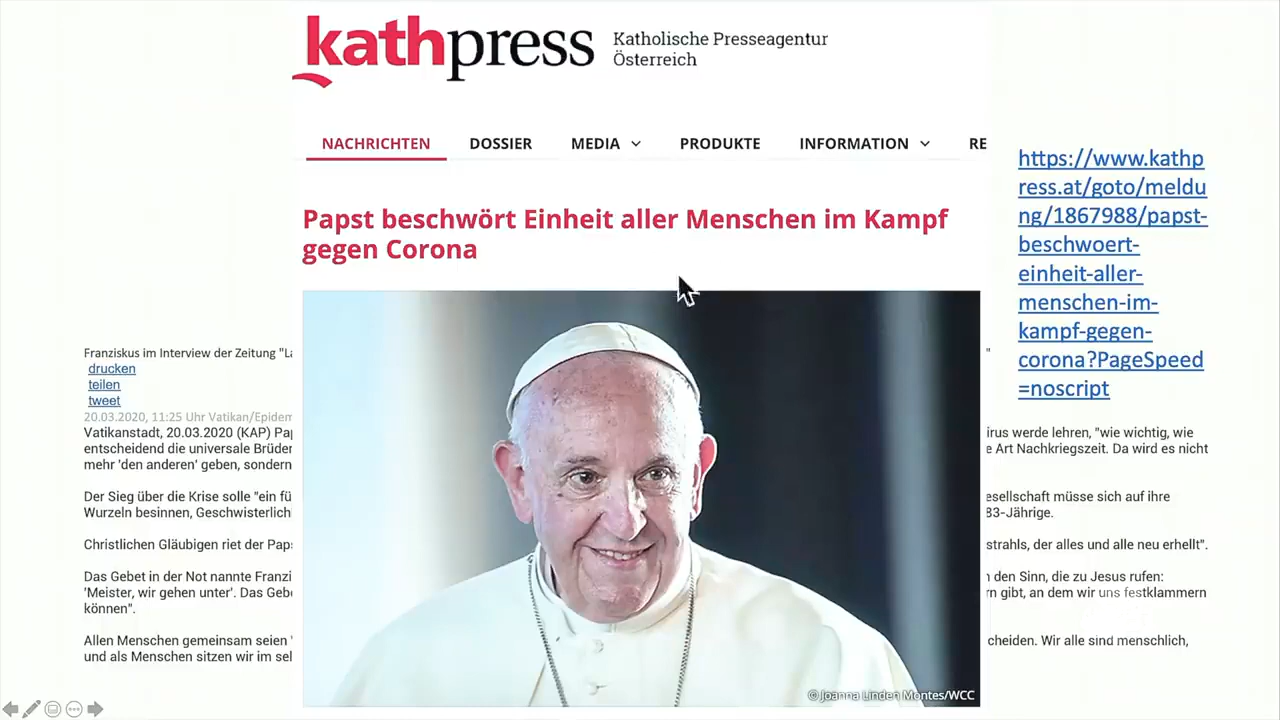 kathpress
Katholische Presseagentur
Österreich
NACHRICHTEN DOSSIER MEDIA PRODUKTE INFORMATION RE
Papst beschwört Einheit aller Menschen im Kampf
gegen Corona
https://www.kathp
ress.at/goto/meldu
ng/1867988/papst-
beschwoert-
einheit-aller-
menschen-im-
kampf-gegen-
corona?PageSpeed
=noscript
Franziskus im Interview der Zeitung "La "
drucken
teilen
tweet
20.03.2020, 11:25 Uhr Vatikan/Epidem
Vatikanstadt, 20.03.2020 (KAP) Pap irus werde lehren, "wie wichtig, wie
entscheidend die universale Brüder e Art Nachkriegszeit. Da wird es nicht
mehr 'den anderen' geben, sondern
Der Sieg über die Krise solle "ein fü esellschaft müsse sich auf ihre
Wurzeln besinnen, Geschwisterlich 83-Jährige.
Christlichen Gläubigen riet der Paps strahls, der alles und alle neu erhellt".
Das Gebet in der Not nannte Franzi n den Sinn, die zu Jesus rufen:
'Meister, wir gehen unter'. Das Gebe rn gibt, an dem wir uns festklammern
können".
Allen Menschen gemeinsam seien ' cheiden. Wir alle sind menschlich,
und als Menschen sitzen wir im sel
© Joanna Linden Montes/WCC